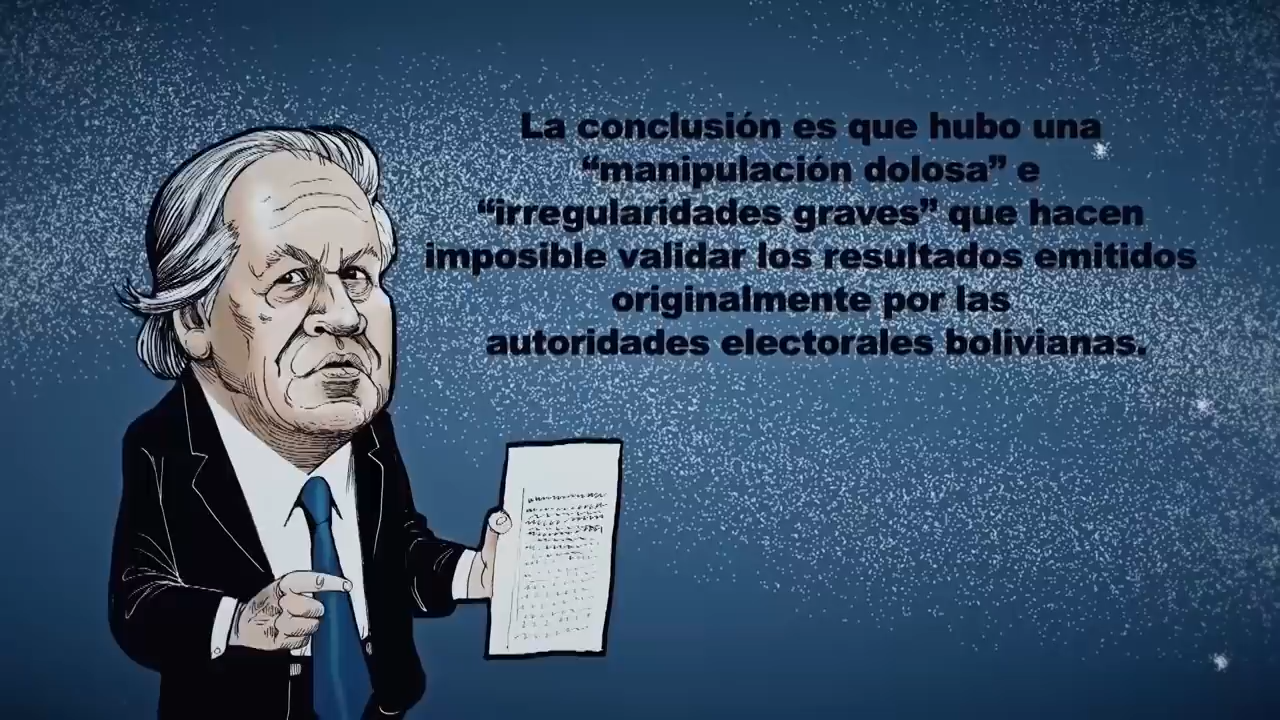 La conclusión es que hubo una
“manipulación dolosa” e
“irregularidades graves” que hacen
imposible validar los resultados emitidos
originalmente por las
autoridades electorales bolivianas.